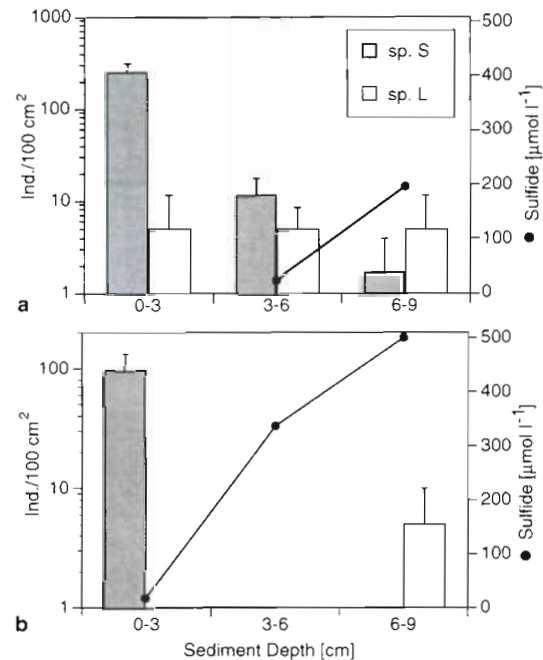 1000
100
10
1
Ind./100 cm²
500
400
300
200
100
0
● Sulfide [µmol l⁻¹]
sp. S
sp. L
a
0-3
3-6
6-9
100
10
1
Ind./100 cm²
500
400
300
200
100
0
● Sulfide [µmol l⁻¹]
b
0-3
3-6
6-9
Sediment Depth [cm]